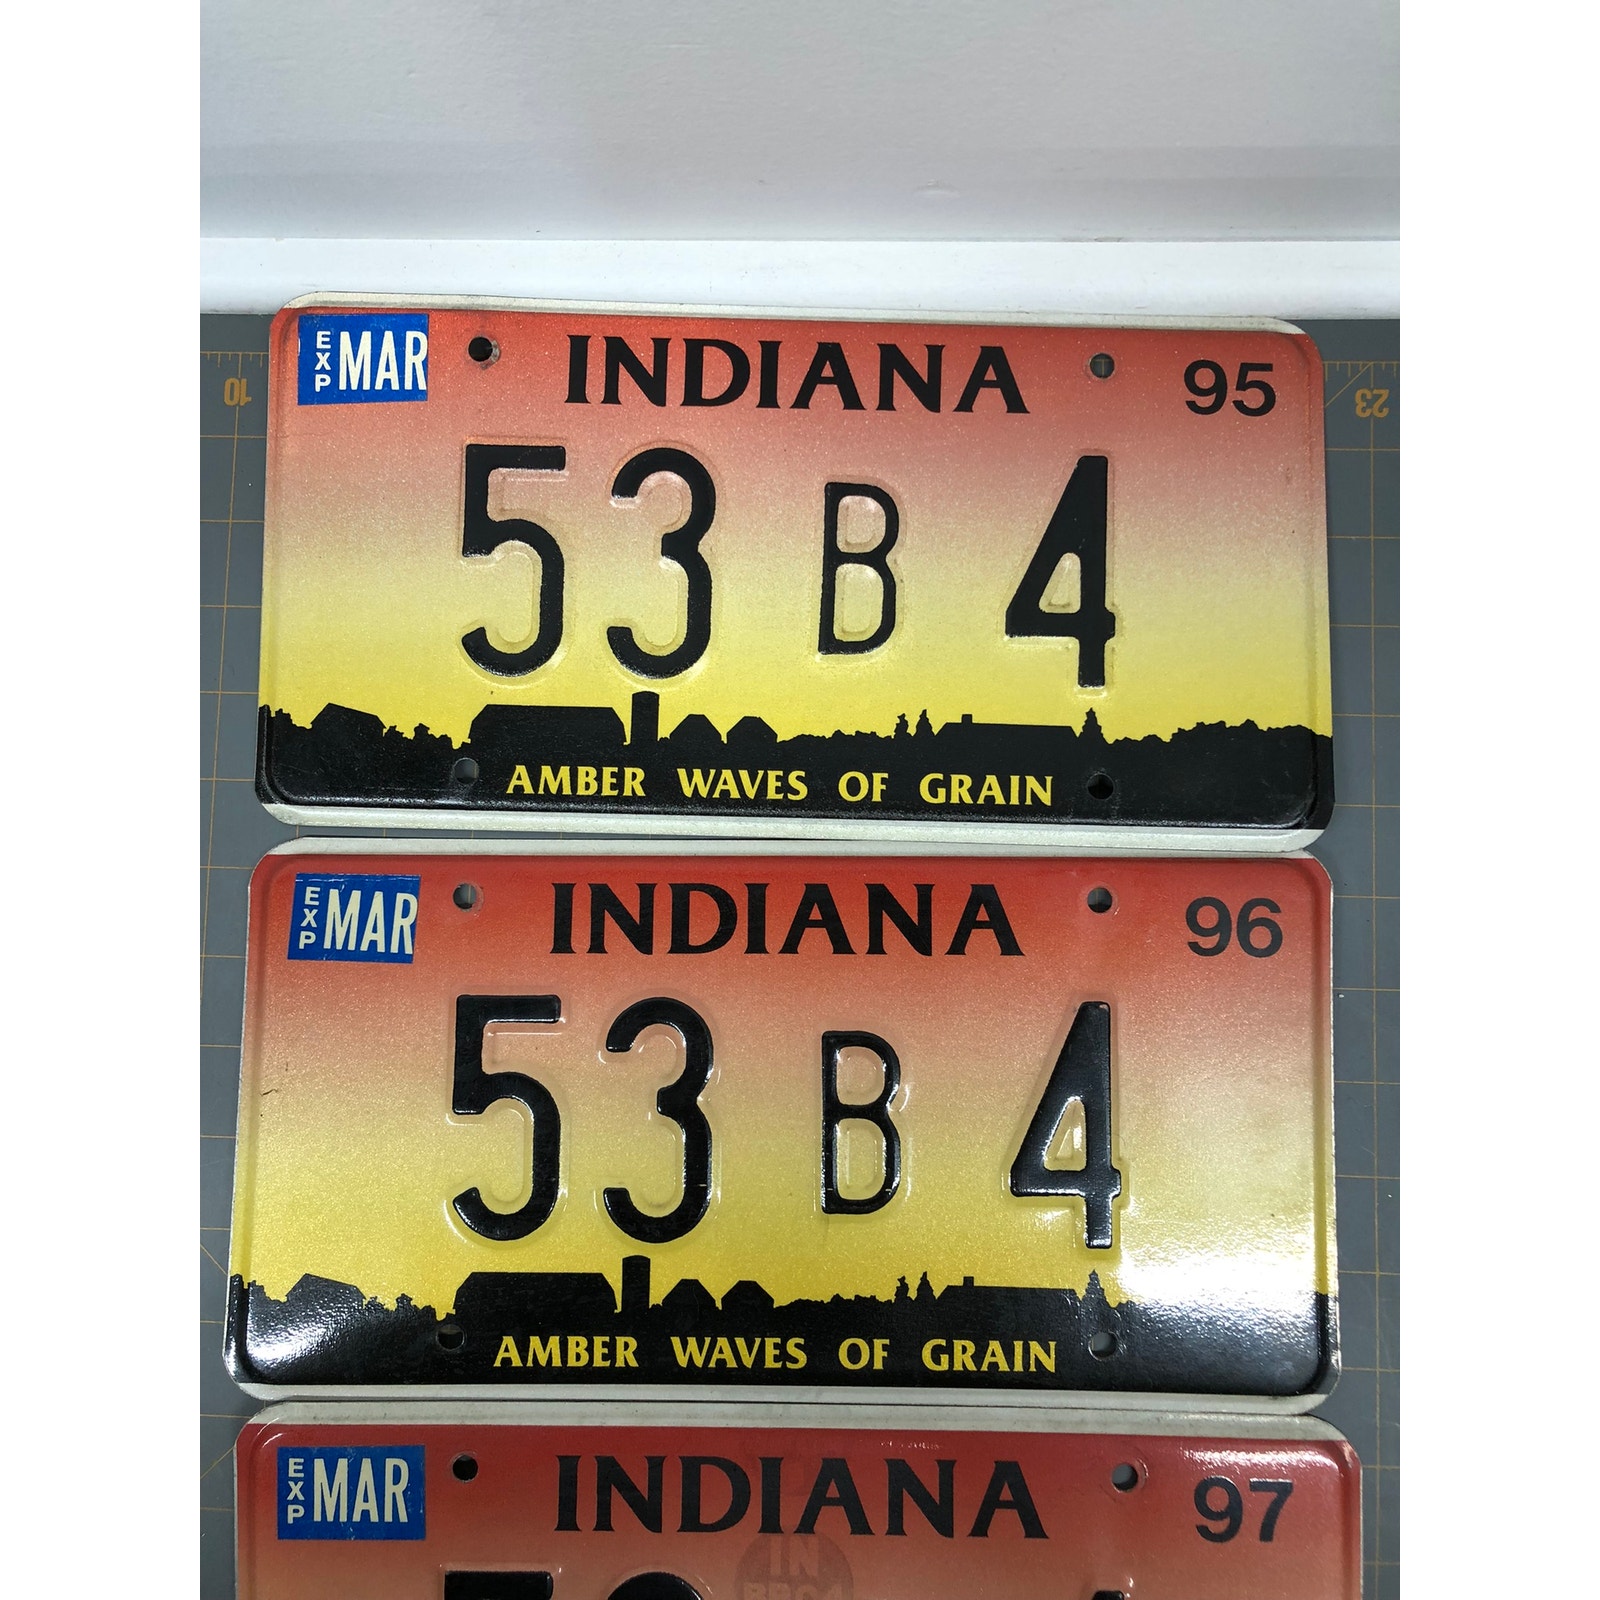 EXP MAR INDIANA 95
10 23
53 B 4
AMBER WAVES OF GRAIN
EXP MAR INDIANA 96
53 B 4
AMBER WAVES OF GRAIN
EXP MAR INDIANA 97
IN